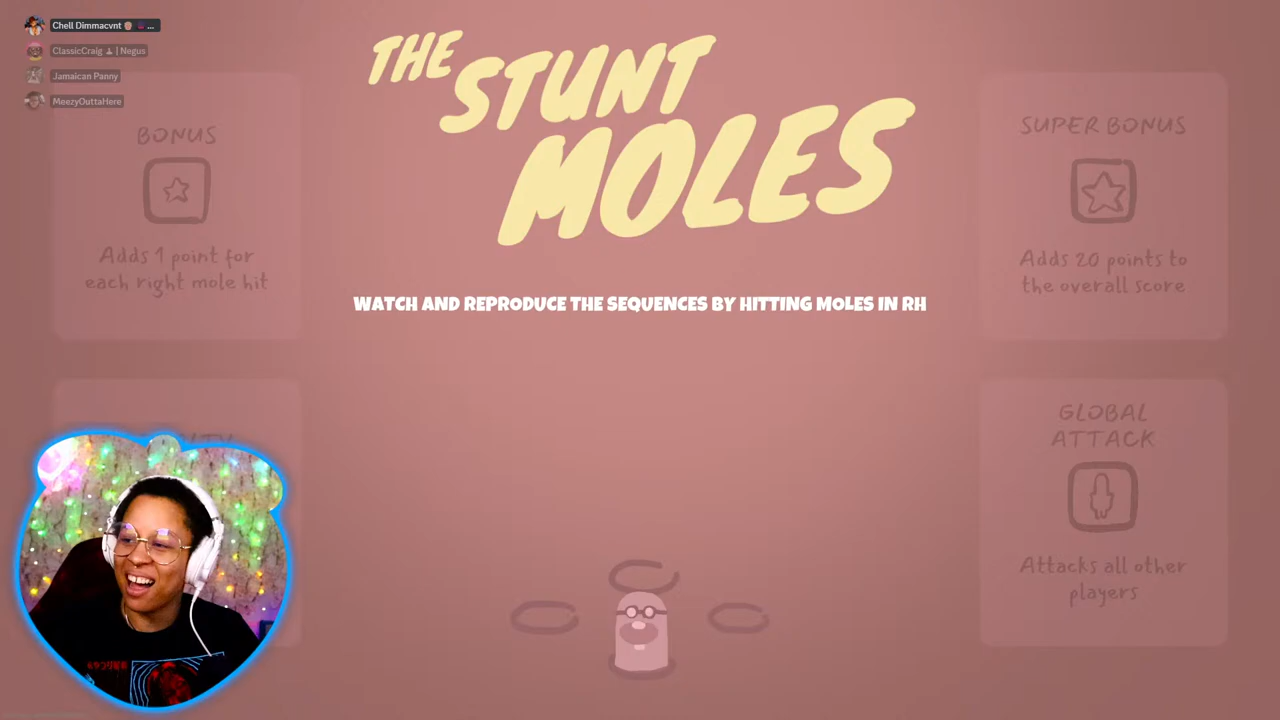 Chell Dimmacvnt ...
ClassicCraig | Negus
Jamaican Panny
MeezyOuttaHere
THE
STUNT
MOLES
WATCH AND REPRODUCE THE SEQUENCES BY HITTING MOLES IN RH
BONUS
Adds 1 point for
each right mole hit
SUPER BONUS
Adds 20 points to
the overall score
GLOBAL
ATTACK
Attacks all other
players